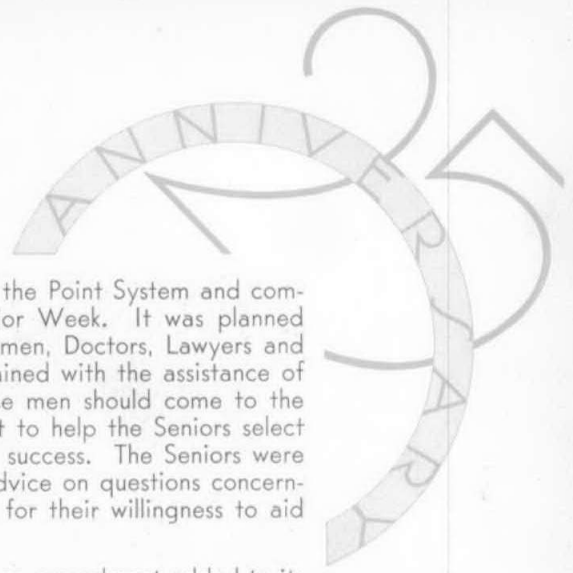 25
ANNIVERSARY
the Point System and com-
or Week. It was planned
men, Doctors, Lawyers and
ined with the assistance of
e men should come to the
t to help the Seniors select
success. The Seniors were
dvice on questions concern-
for their willingness to aid